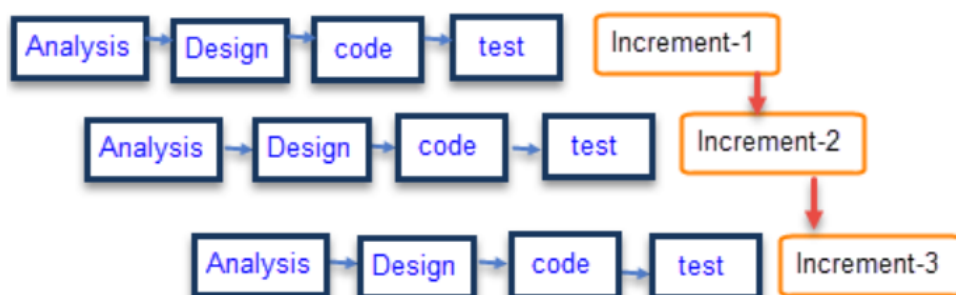 Analysis Design code test Increment-1
Analysis Design code test Increment-2
Analysis Design code test Increment-3